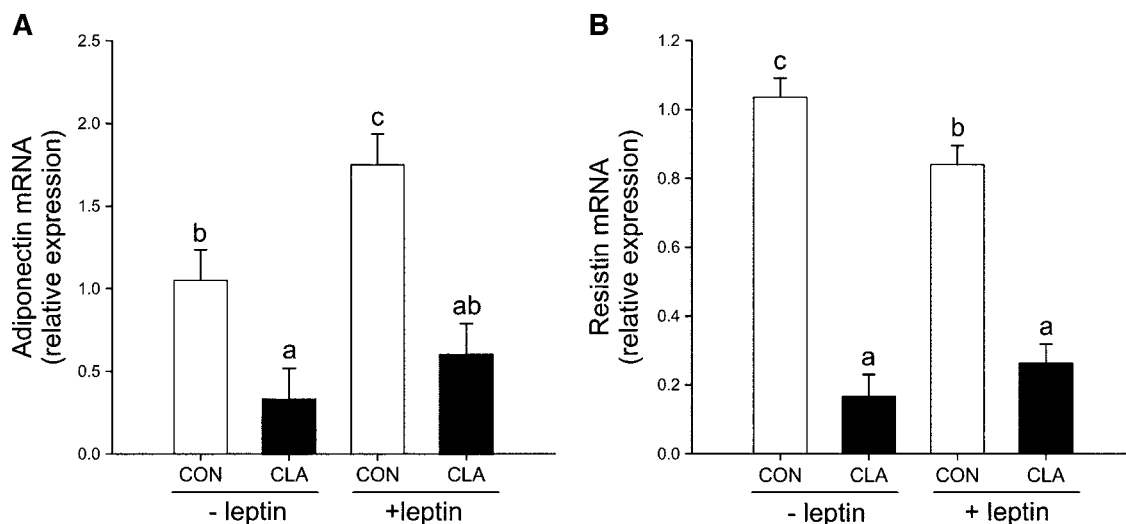 A
Adiponectin mRNA
(relative expression)
2.5
2.0
1.5
1.0
0.5
0.0
b
a
c
ab
CON CLA CON CLA
- leptin +leptin
B
Resistin mRNA
(relative expression)
1.2
1.0
0.8
0.6
0.4
0.2
0.0
c
a
b
a
CON CLA CON CLA
- leptin + leptin